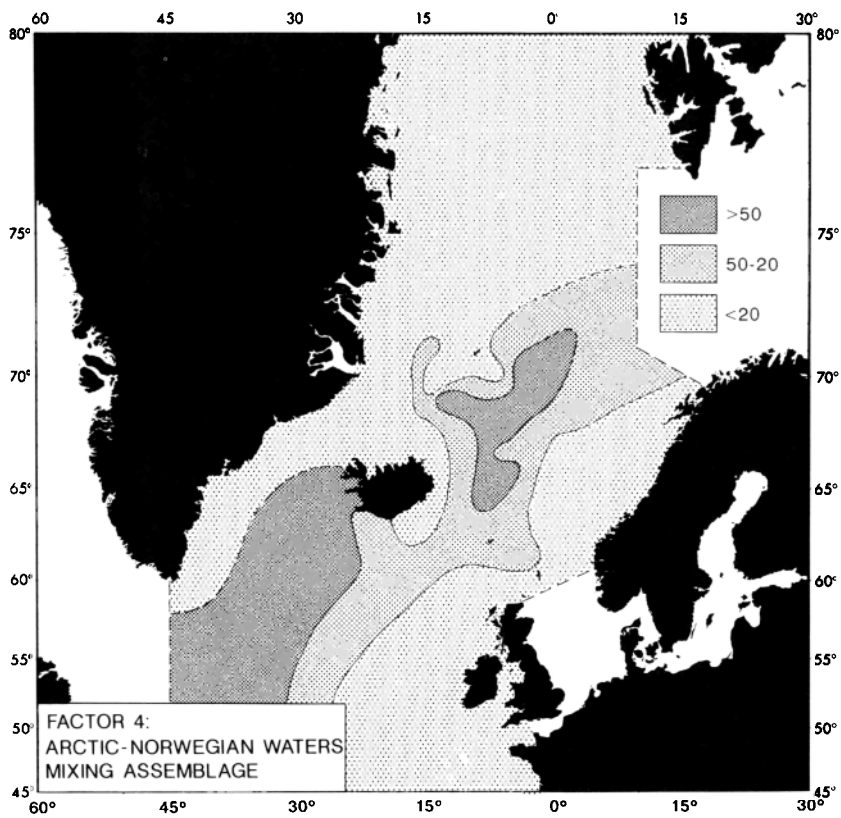 60 45 30 15 0° 15 30°
80° 80°
>50
75° 50-20 75°
<20
70° 70°
65° 65°
60° 60°
55° 55°
50° 50°
FACTOR 4:
ARCTIC-NORWEGIAN WATERS
MIXING ASSEMBLAGE
45° 45°
60° 45° 30° 15° 0° 15° 30°